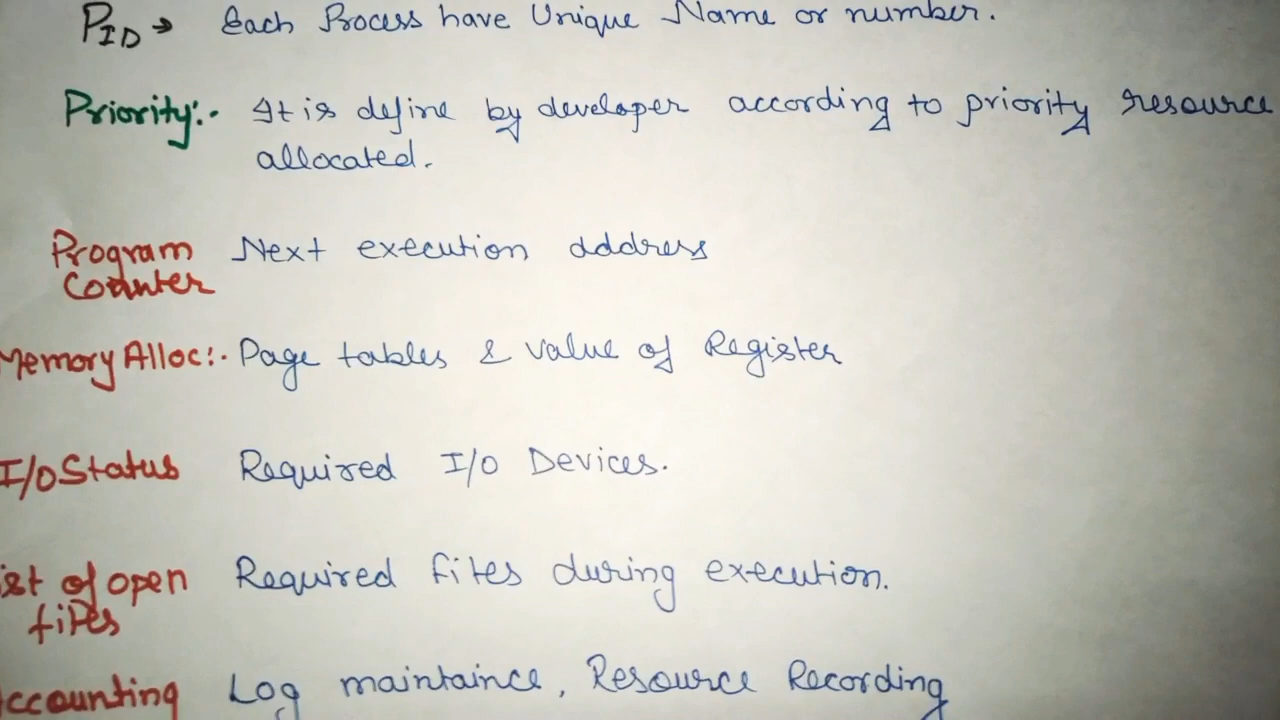 PID → Each Process have Unique Name or number.
Priority:- It is define by developer according to priority resource
allocated.
Program Next execution address
Counter
Memory Alloc:- Page tables & Value of Register
I/O Status Required I/O Devices.
ist of open Required files during execution.
files
ccounting Log maintaince, Resource Recording